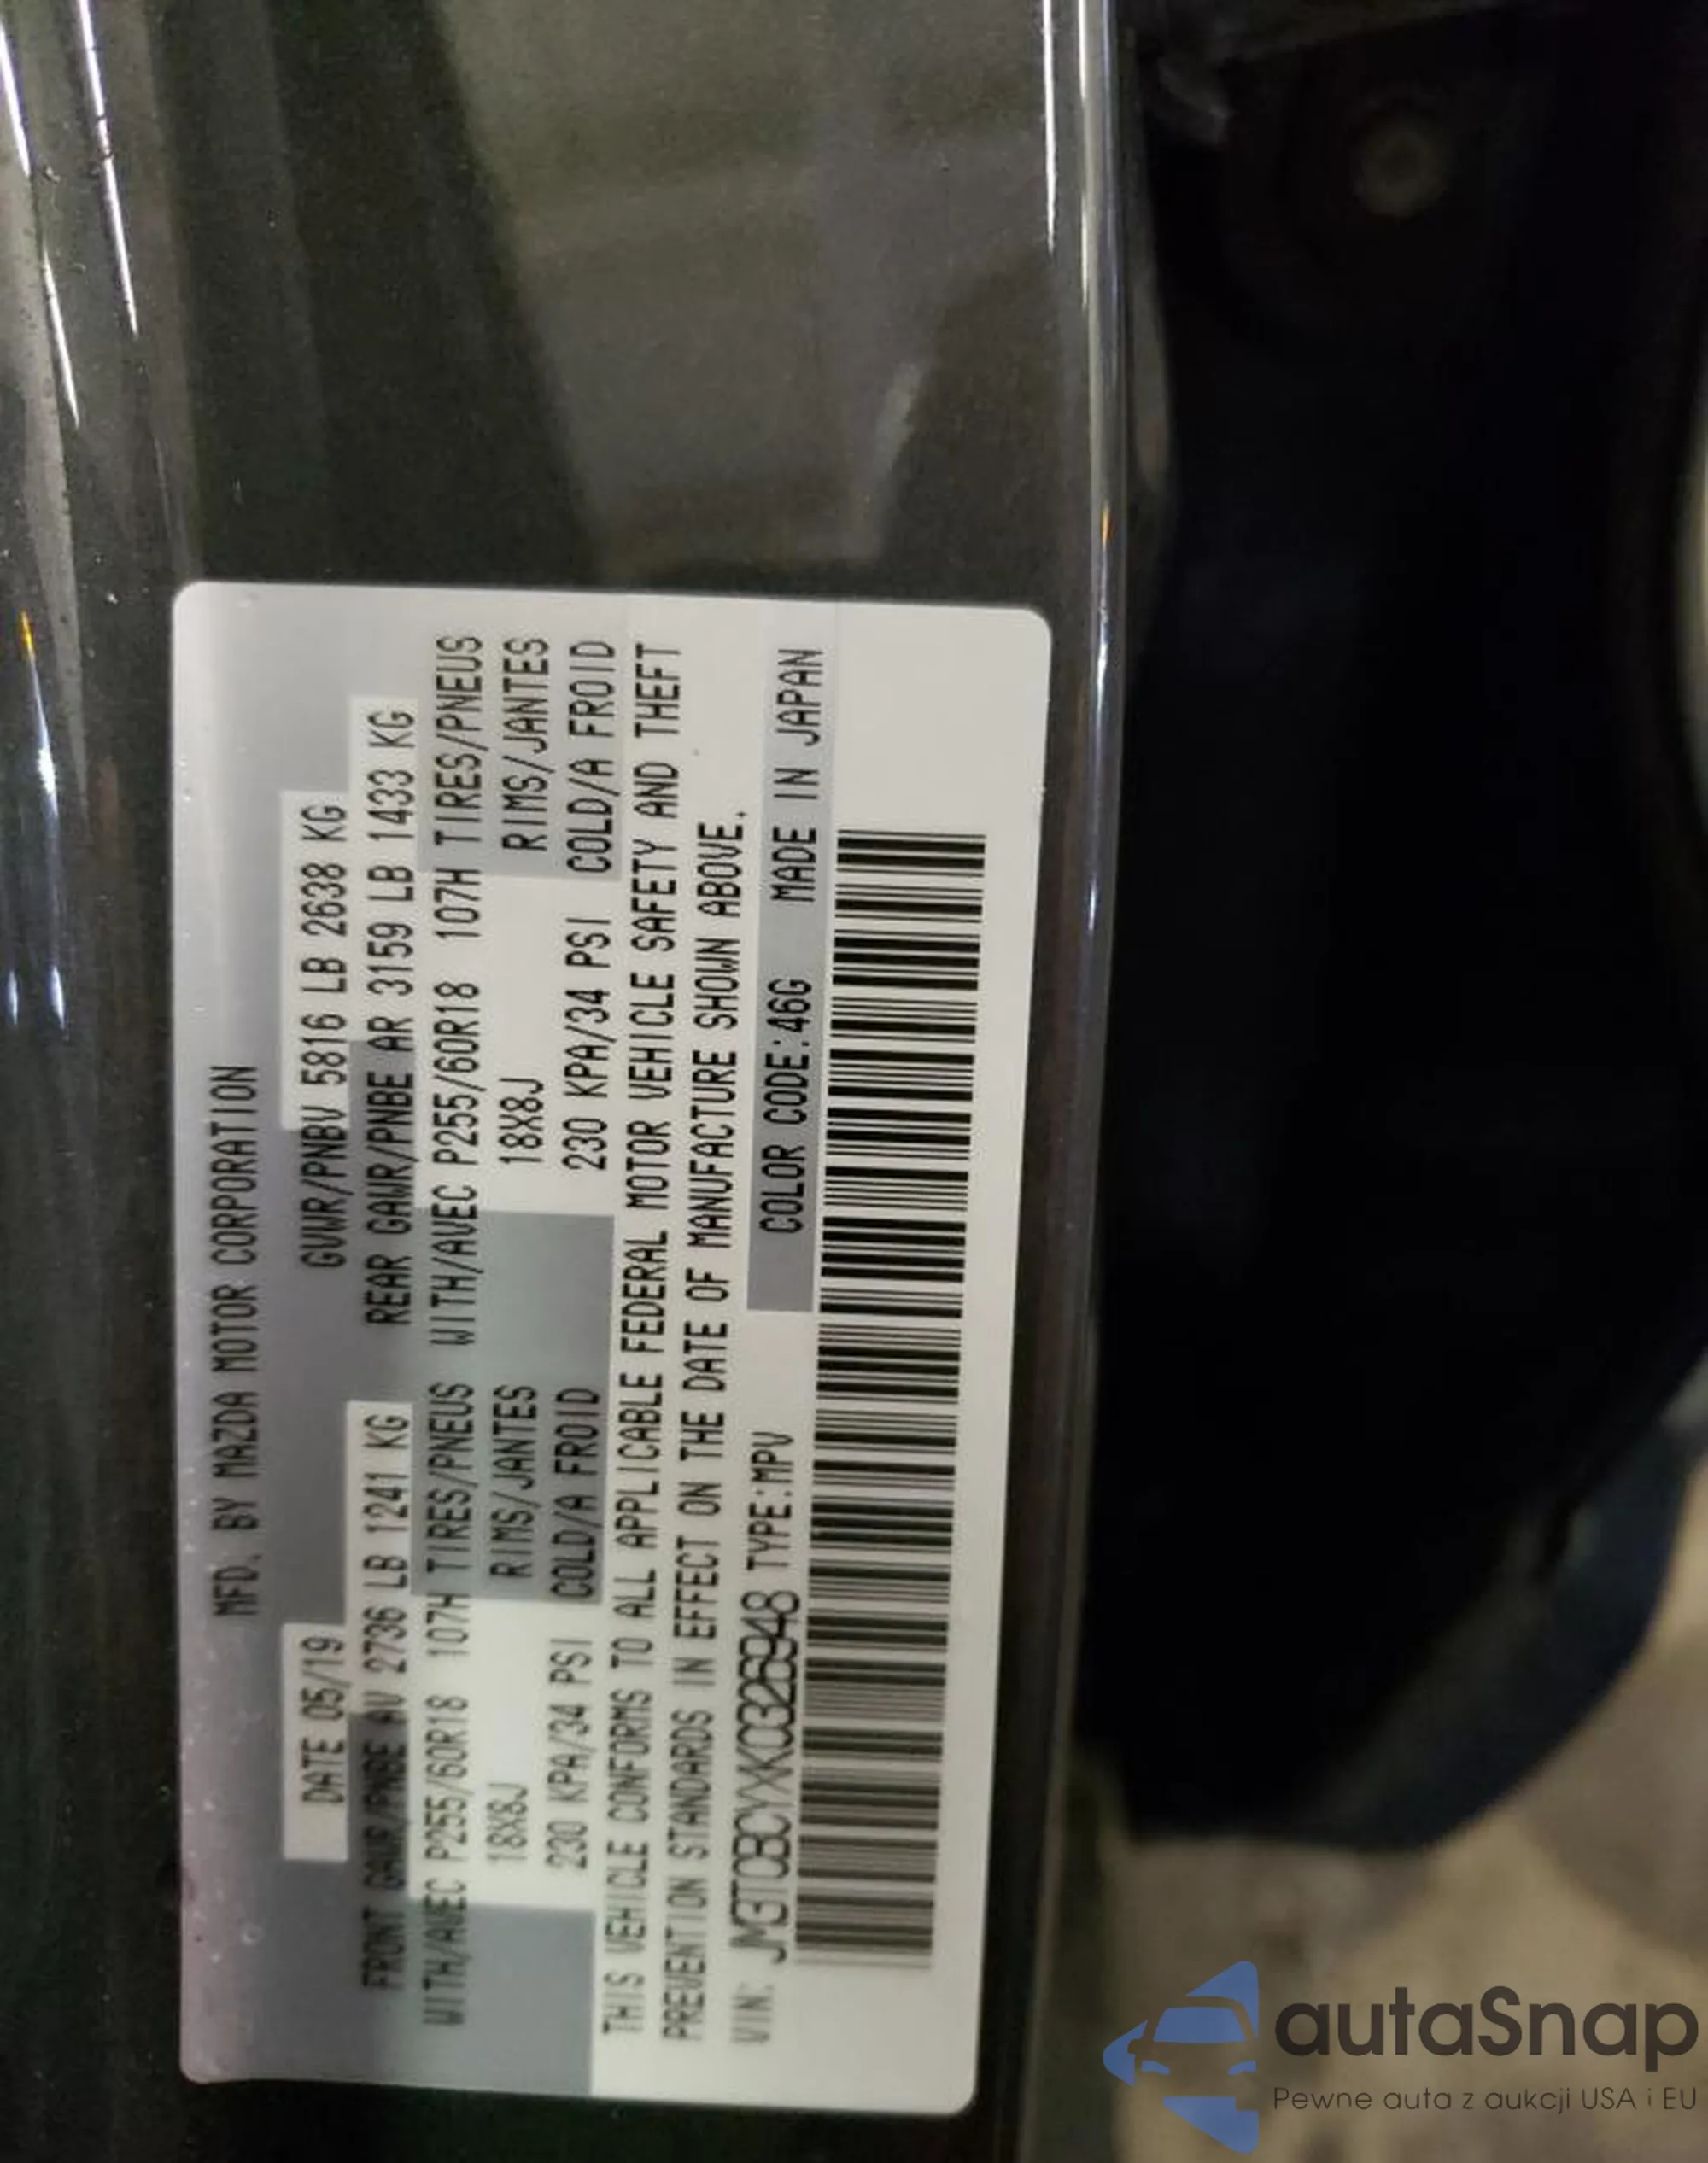 MFD. BY MAZDA MOTOR CORPORATION
DATE 05/19 GVWR/PNBV 5816 LB 2638 KG
FRONT GAWR/PNBE AV 2736 LB 1241 KG REAR GAWR/PNBE AR 3159 LB 1433 KG
WITH/AVEC P255/60R18 107H TIRES/PNEUS WITH/AVEC P255/60R18 107H TIRES/PNEUS
18X8J RIMS/JANTES 18X8J RIMS/JANTES
230 KPA/34 PSI COLD/A FROID 230 KPA/34 PSI COLD/A FROID
THIS VEHICLE CONFORMS TO ALL APPLICABLE FEDERAL MOTOR VEHICLE SAFETY AND THEFT
PREVENTION STANDARDS IN EFFECT ON THE DATE OF MANUFACTURE SHOWN ABOVE.
VIN: JM3TCBCYXK0326948 TYPE:MPV COLOR CODE:46G MADE IN JAPAN
autaSnap
Pewne auta z aukcji USA i EU